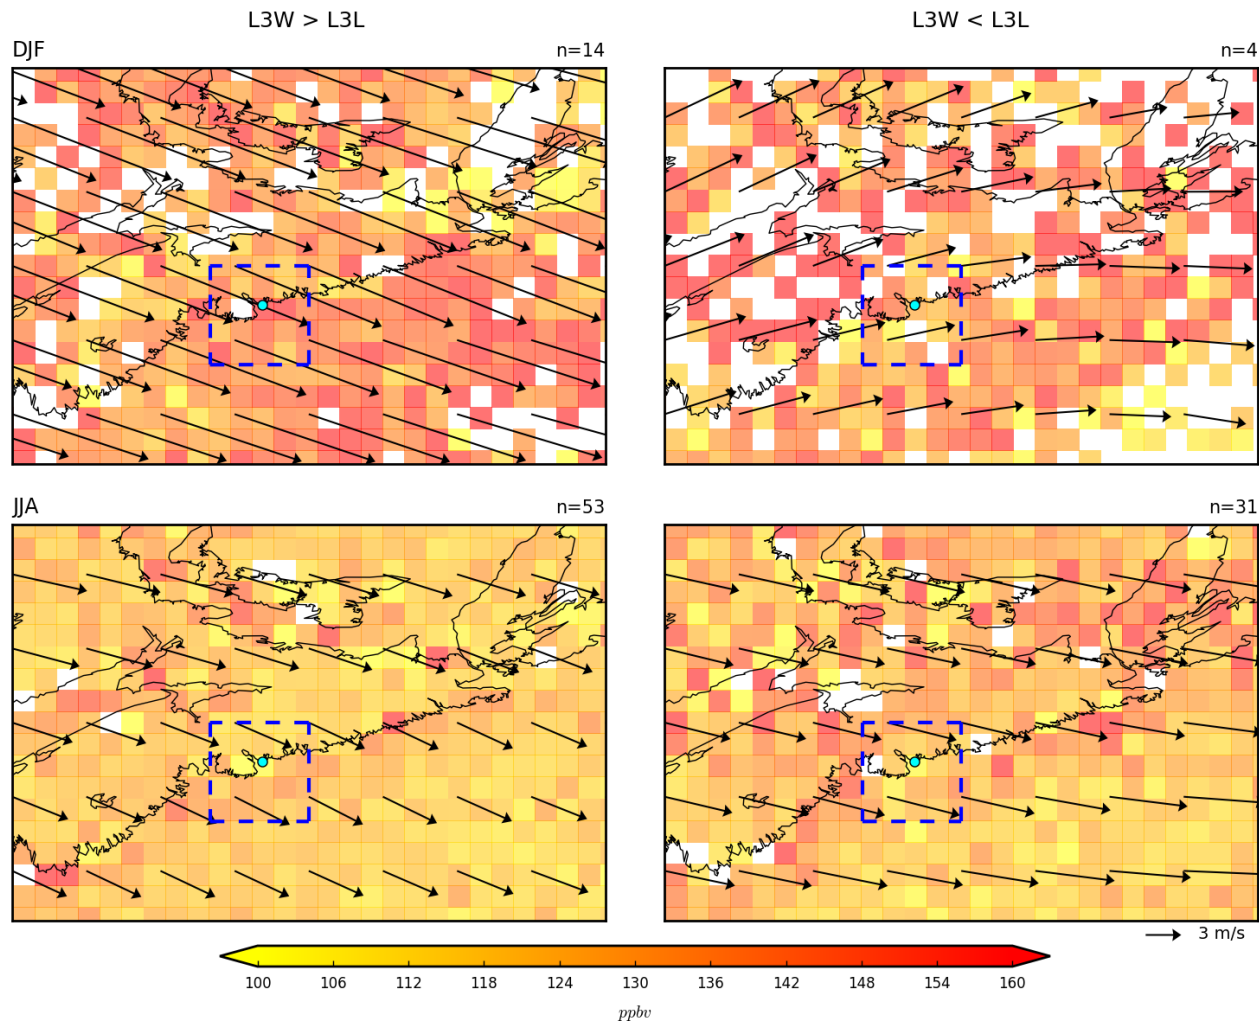 L3W > L3L
L3W < L3L
DJF
n=14
n=4
JJA
n=53
n=31
3 m/s
100 106 112 118 124 130 136 142 148 154 160
ppbv